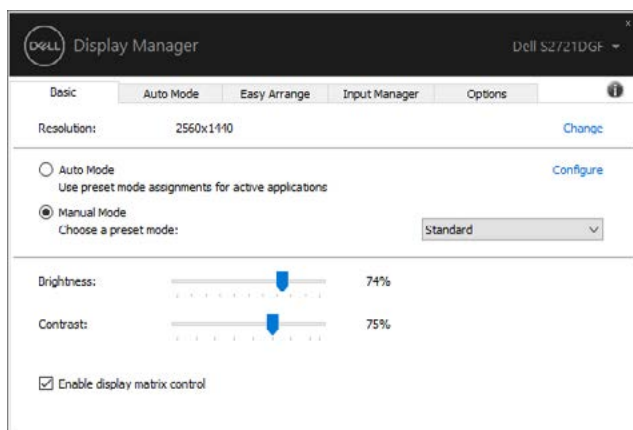 DELL Display Manager Dell S2721DGF
x
Basic Auto Mode Easy Arrange Input Manager Options
Resolution: 2560x1440 Change
Auto Mode Configure
Use preset mode assignments for active applications
Manual Mode
Choose a preset mode: Standard
Brightness: 74%
Contrast: 75%
Enable display matrix control